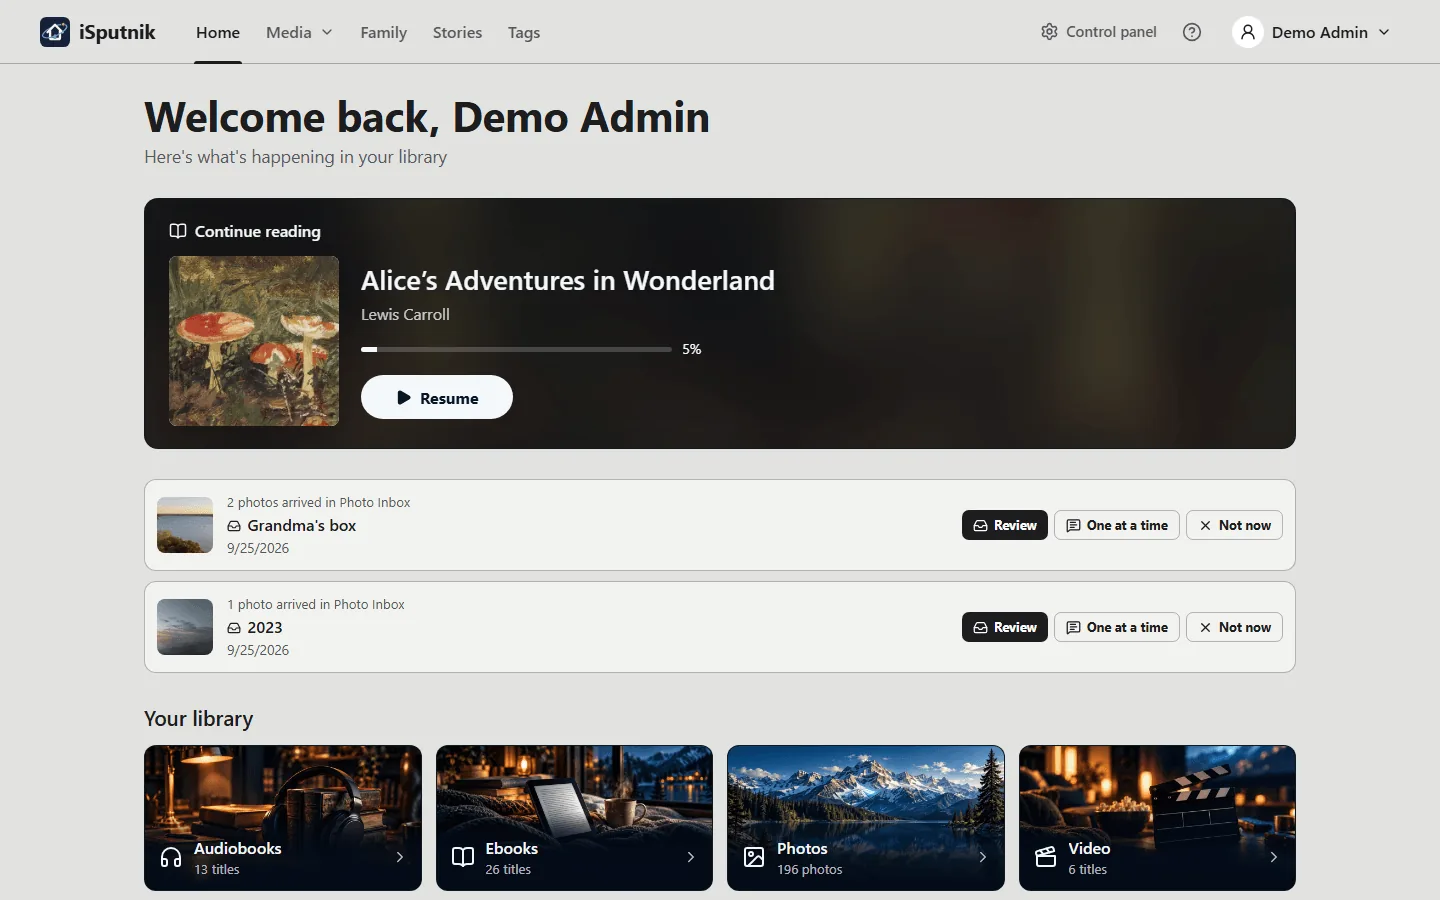 iSputnik
Home
Media
Family
Stories
Tags
Control panel
Demo Admin
Welcome back, Demo Admin
Here's what's happening in your library
Continue reading
Alice’s Adventures in Wonderland
Lewis Carroll
5%
Resume
2 photos arrived in Photo Inbox
Grandma's box
9/25/2026
Review
One at a time
Not now
1 photo arrived in Photo Inbox
2023
9/25/2026
Review
One at a time
Not now
Your library
Audiobooks
13 titles
Ebooks
26 titles
Photos
196 photos
Video
6 titles